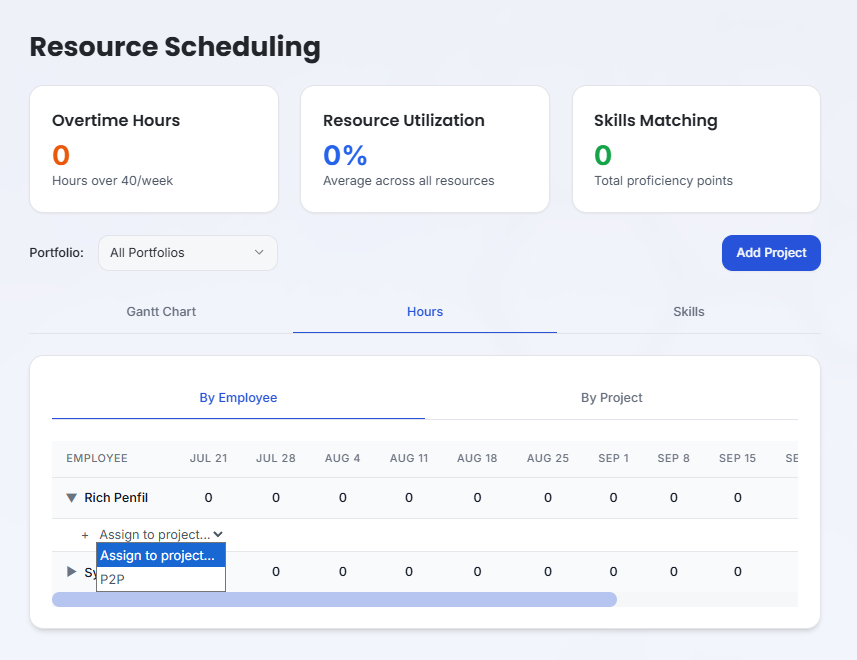 Resource Scheduling
Overtime Hours
0
Hours over 40/week
Resource Utilization
0%
Average across all resources
Skills Matching
0
Total proficiency points
Portfolio: All Portfolios
Add Project
Gantt Chart Hours Skills
By Employee By Project
EMPLOYEE JUL 21 JUL 28 AUG 4 AUG 11 AUG 18 AUG 25 SEP 1 SEP 8 SEP 15 SE
Rich Penfil 0 0 0 0 0 0 0 0 0
+ Assign to project...
Assign to project...
P2P
Sy 0 0 0 0 0 0 0 0